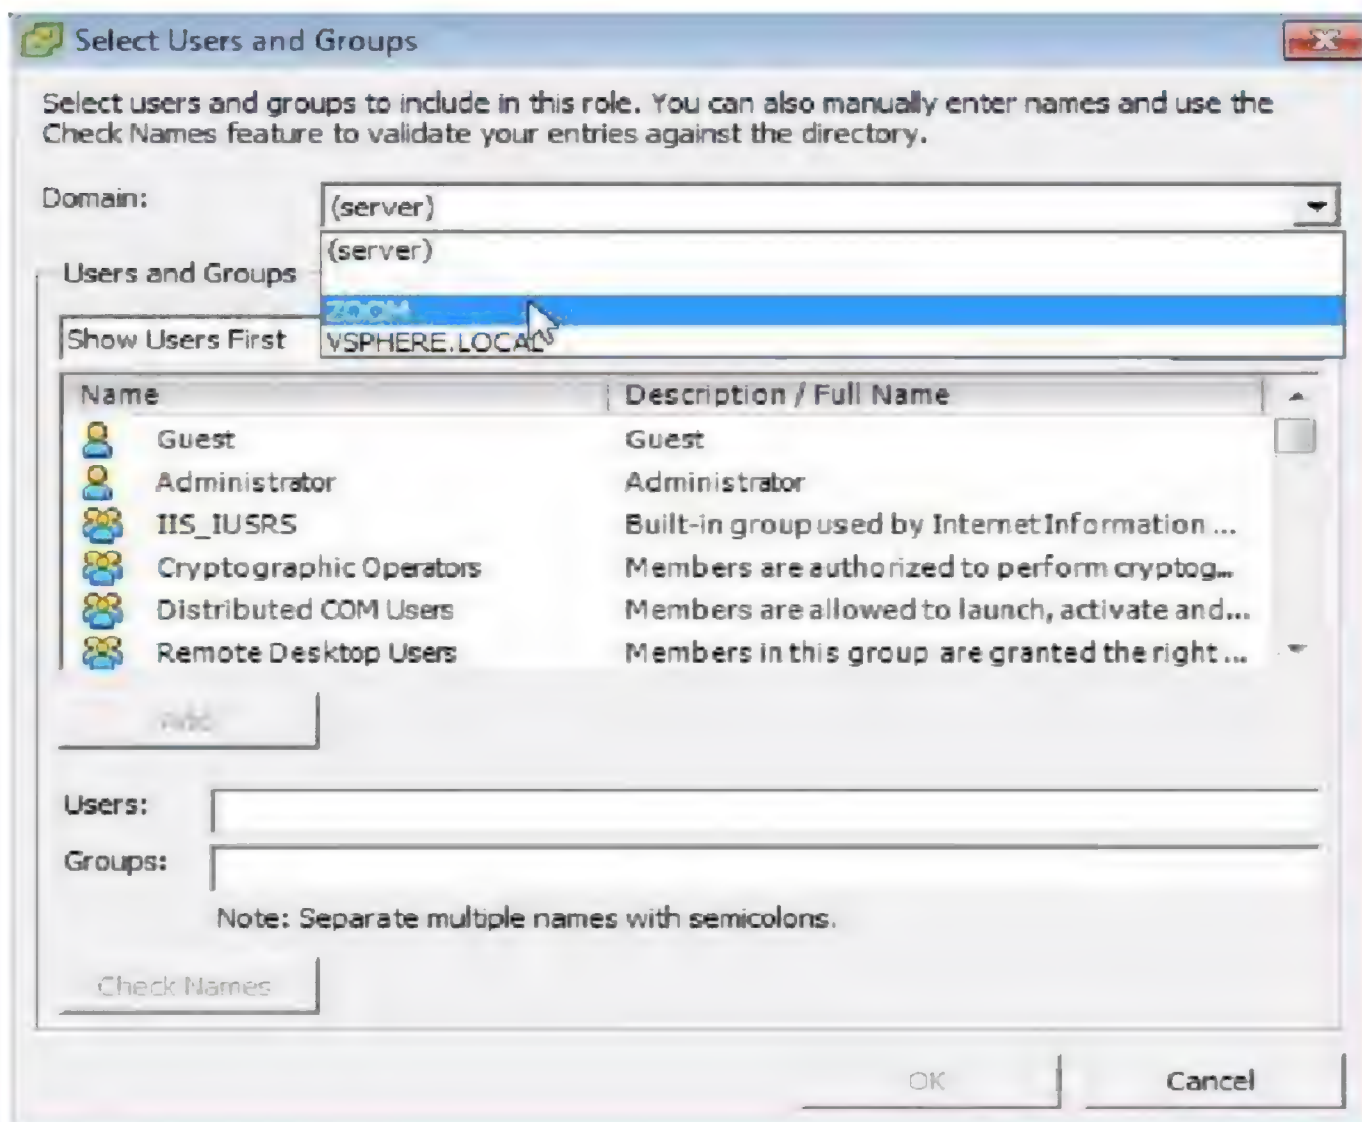 Select Users and Groups
Select users and groups to include in this role. You can also manually enter names and use the
Check Names feature to validate your entries against the directory.
Domain:
(server)
(server)
ZOOM
VSPHERE.LOCAL
Users and Groups
Show Users First
Name Description / Full Name
Guest Guest
Administrator Administrator
IIS_IUSRS Built-in group used by Internet Information ...
Cryptographic Operators Members are authorized to perform cryptog...
Distributed COM Users Members are allowed to launch, activate and...
Remote Desktop Users Members in this group are granted the right ...
Add
Users:
Groups:
Note: Separate multiple names with semicolons.
Check Names
OK Cancel